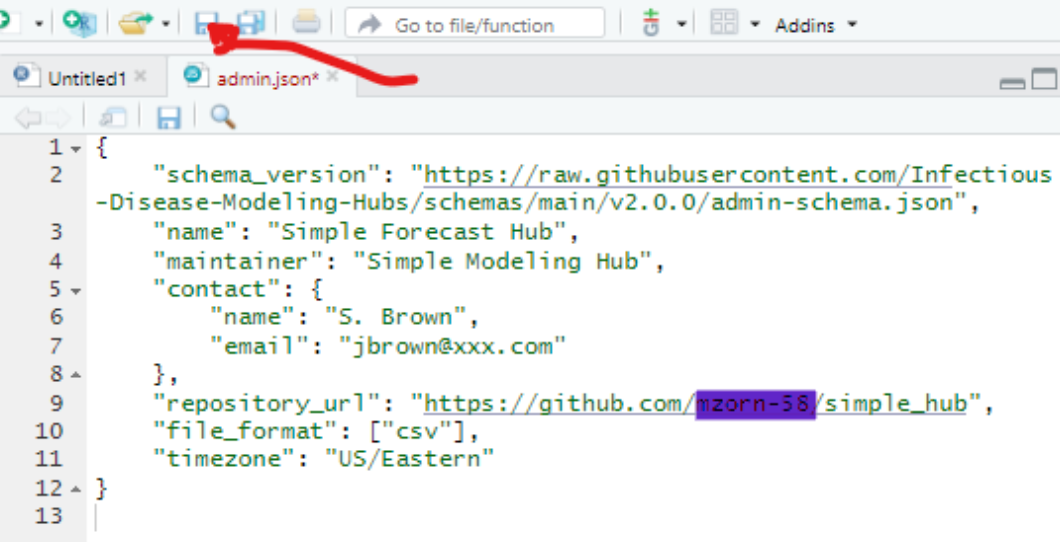 Go to file/function
Addins
Untitled1 ×
admin.json* ×
1 {
2 "schema_version": "https://raw.githubusercontent.com/Infectious
-Disease-Modeling-Hubs/schemas/main/v2.0.0/admin-schema.json",
3 "name": "Simple Forecast Hub",
4 "maintainer": "Simple Modeling Hub",
5 "contact": {
6 "name": "S. Brown",
7 "email": "jbrown@xxx.com"
8 },
9 "repository_url": "https://github.com/mzorn-58/simple_hub",
10 "file_format": ["csv"],
11 "timezone": "US/Eastern"
12 }
13